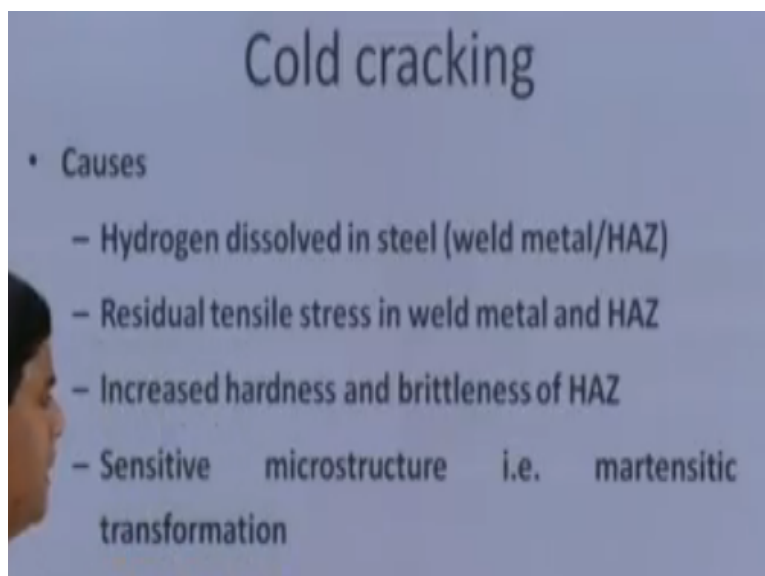 Cold cracking
• Causes
– Hydrogen dissolved in steel (weld metal/HAZ)
– Residual tensile stress in weld metal and HAZ
– Increased hardness and brittleness of HAZ
– Sensitive microstructure i.e. martensitic
transformation